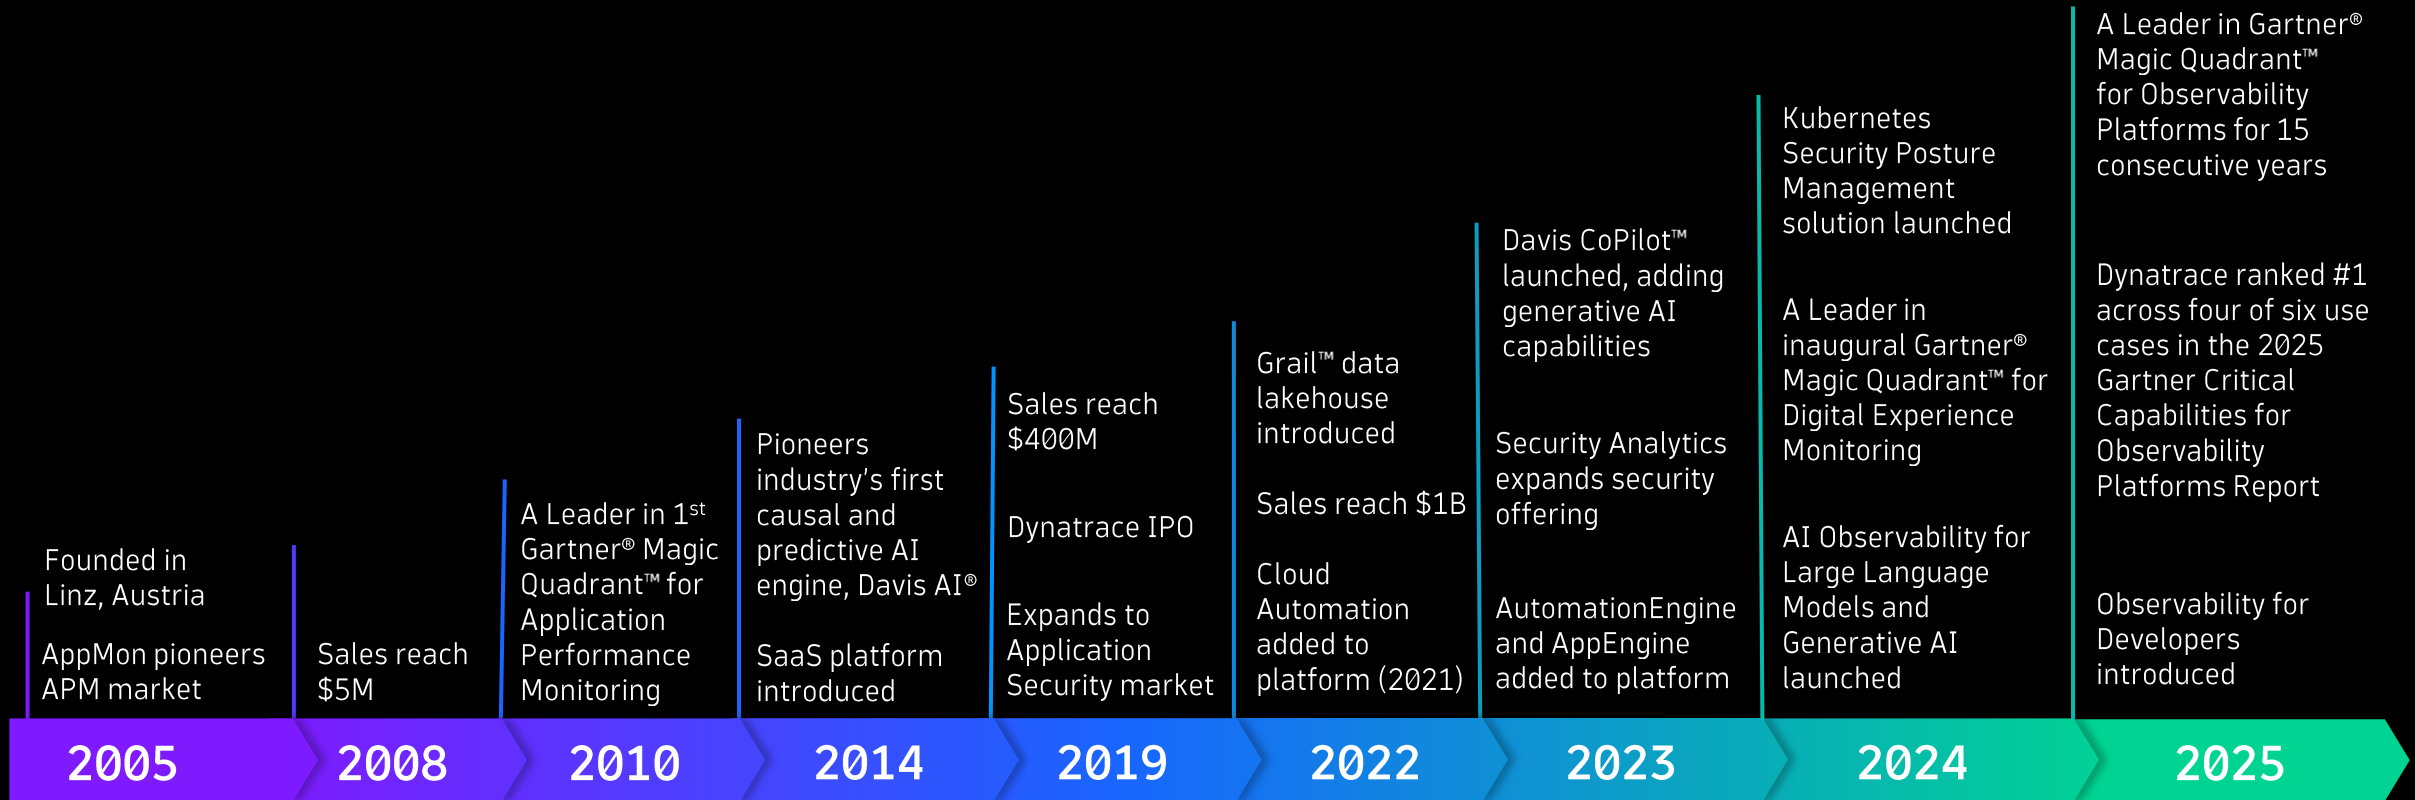 Founded in
Linz, Austria
AppMon pioneers
APM market
2005
Sales reach
$5M
2008
A Leader in 1st
Gartner® Magic
Quadrant™ for
Application
Performance
Monitoring
2010
Pioneers
industry’s first
causal and
predictive AI
engine, Davis AI®
SaaS platform
introduced
2014
Sales reach
$400M
Dynatrace IPO
Expands to
Application
Security market
2019
Grail™ data
lakehouse
introduced
Sales reach $1B
Cloud
Automation
added to
platform (2021)
2022
Davis CoPilot™
launched, adding
generative AI
capabilities
Security Analytics
expands security
offering
AutomationEngine
and AppEngine
added to platform
2023
Kubernetes
Security Posture
Management
solution launched
A Leader in
inaugural Gartner®
Magic Quadrant™ for
Digital Experience
Monitoring
AI Observability for
Large Language
Models and
Generative AI
launched
2024
A Leader in Gartner®
Magic Quadrant™
for Observability
Platforms for 15
consecutive years
Dynatrace ranked #1
across four of six use
cases in the 2025
Gartner Critical
Capabilities for
Observability
Platforms Report
Observability for
Developers
introduced
2025